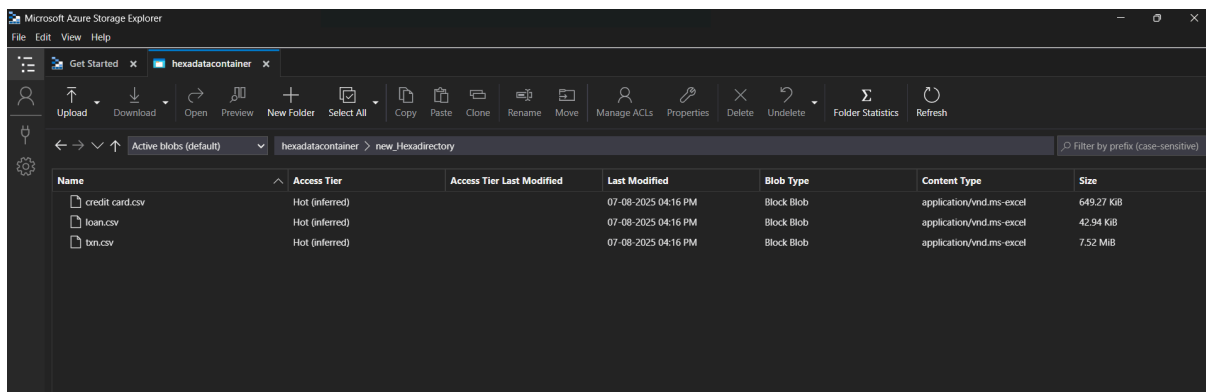 Microsoft Azure Storage Explorer
File Edit View Help
Get Started hexadatacontainer
Upload Download Open Preview New Folder Select All Copy Paste Clone Rename Move Manage ACLs Properties Delete Undelete Folder Statistics Refresh
Active blobs (default) hexadatacontainer > new_Hexadirectory Filter by prefix (case-sensitive)
Name Access Tier Access Tier Last Modified Last Modified Blob Type Content Type Size
credit card.csv Hot (inferred) 07-08-2025 04:16 PM Block Blob application/vnd.ms-excel 649.27 KiB
loan.csv Hot (inferred) 07-08-2025 04:16 PM Block Blob application/vnd.ms-excel 42.94 KiB
txn.csv Hot (inferred) 07-08-2025 04:16 PM Block Blob application/vnd.ms-excel 7.52 MiB